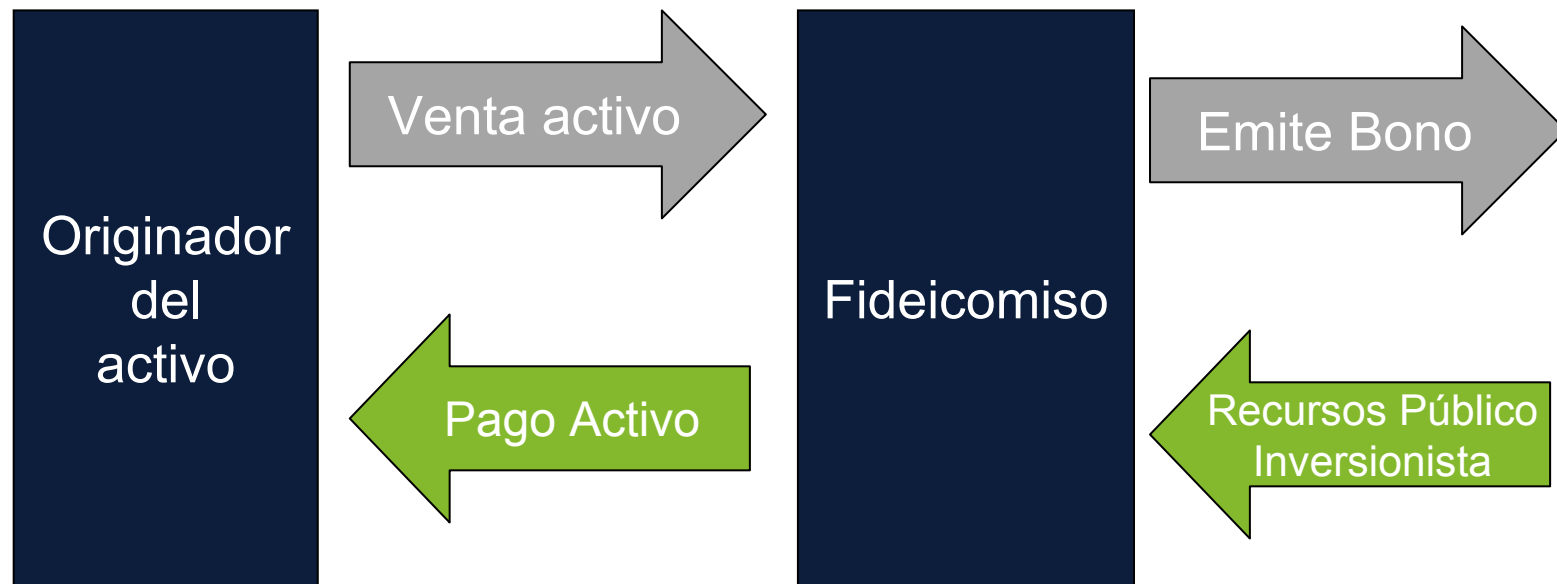 Originador
del
activo
Venta activo
Pago Activo
Fideicomiso
Emite Bono
Recursos Público
Inversionista